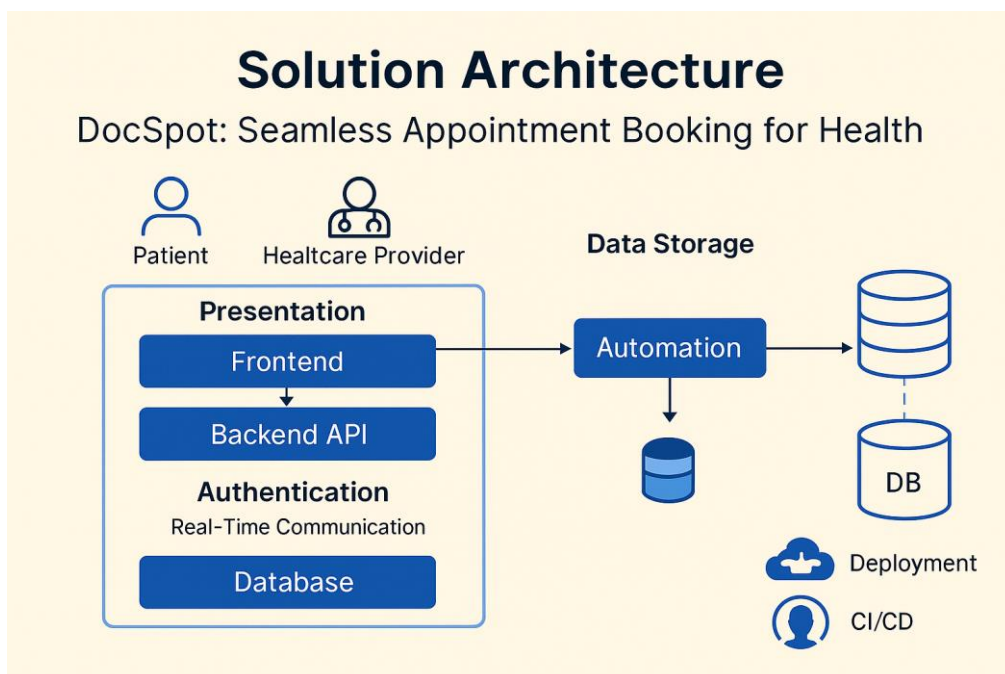 Solution Architecture
DocSpot: Seamless Appointment Booking for Health
Patient
Healtcare Provider
Data Storage
Presentation
Frontend
Automation
Backend API
Authentication
Real-Time Communication
DB
Database
Deployment
CI/CD